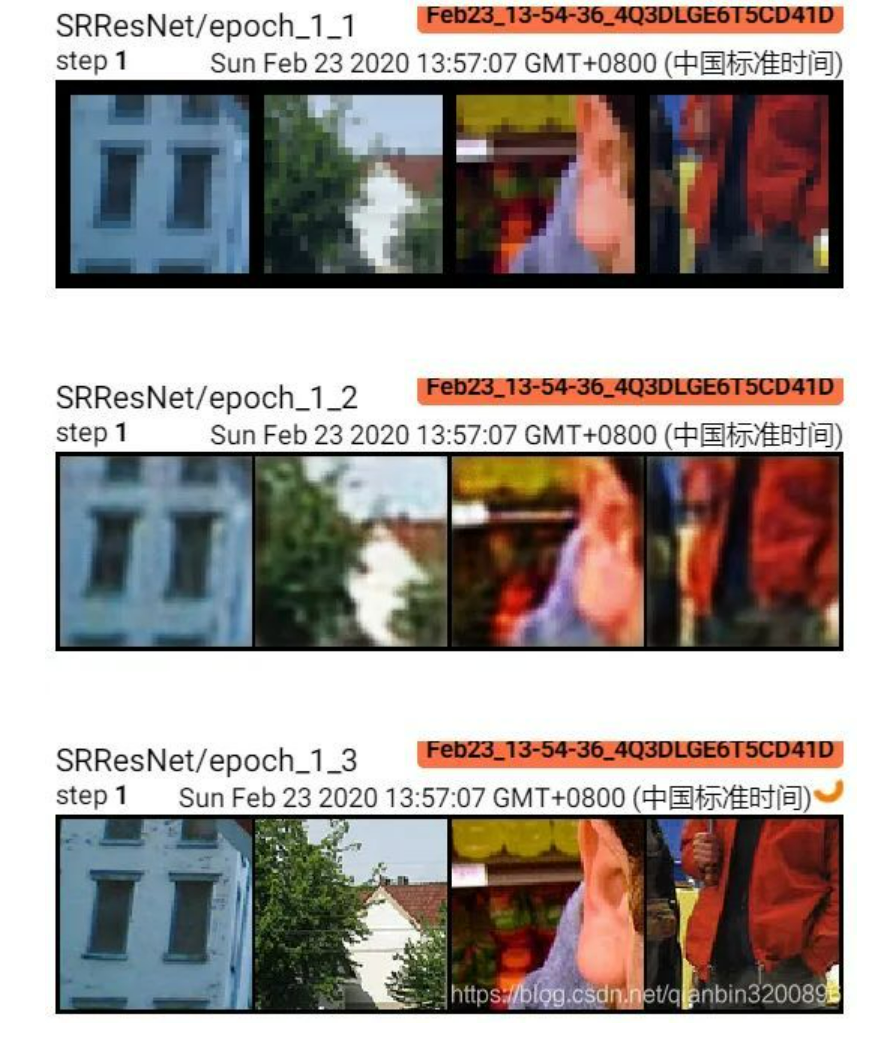 Feb23_13-54-36_4Q3DLGE6T5CD41D
SRResNet/epoch_1_1
step 1 Sun Feb 23 2020 13:57:07 GMT+0800 (中国标准时间)
Feb23_13-54-36_4Q3DLGE6T5CD41D
SRResNet/epoch_1_2
step 1 Sun Feb 23 2020 13:57:07 GMT+0800 (中国标准时间)
Feb23_13-54-36_4Q3DLGE6T5CD41D
SRResNet/epoch_1_3
step 1 Sun Feb 23 2020 13:57:07 GMT+0800 (中国标准时间)
https://blog.csdn.net/qianbin3200896